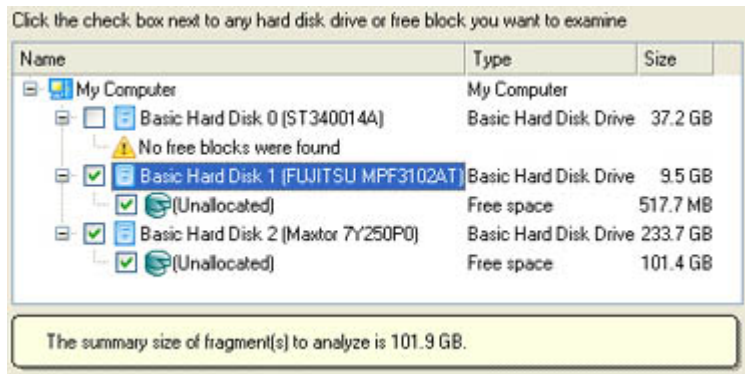 Click the check box next to any hard disk drive or free block you want to examine
Name Type Size
My Computer My Computer
Basic Hard Disk 0 (ST340014A) Basic Hard Disk Drive 37.2 GB
No free blocks were found
Basic Hard Disk 1 (FUJITSU MPF3102AT) Basic Hard Disk Drive 9.5 GB
(Unallocated) Free space 517.7 MB
Basic Hard Disk 2 (Maxtor 7Y250P0) Basic Hard Disk Drive 233.7 GB
(Unallocated) Free space 101.4 GB
The summary size of fragment(s) to analyze is 101.9 GB.